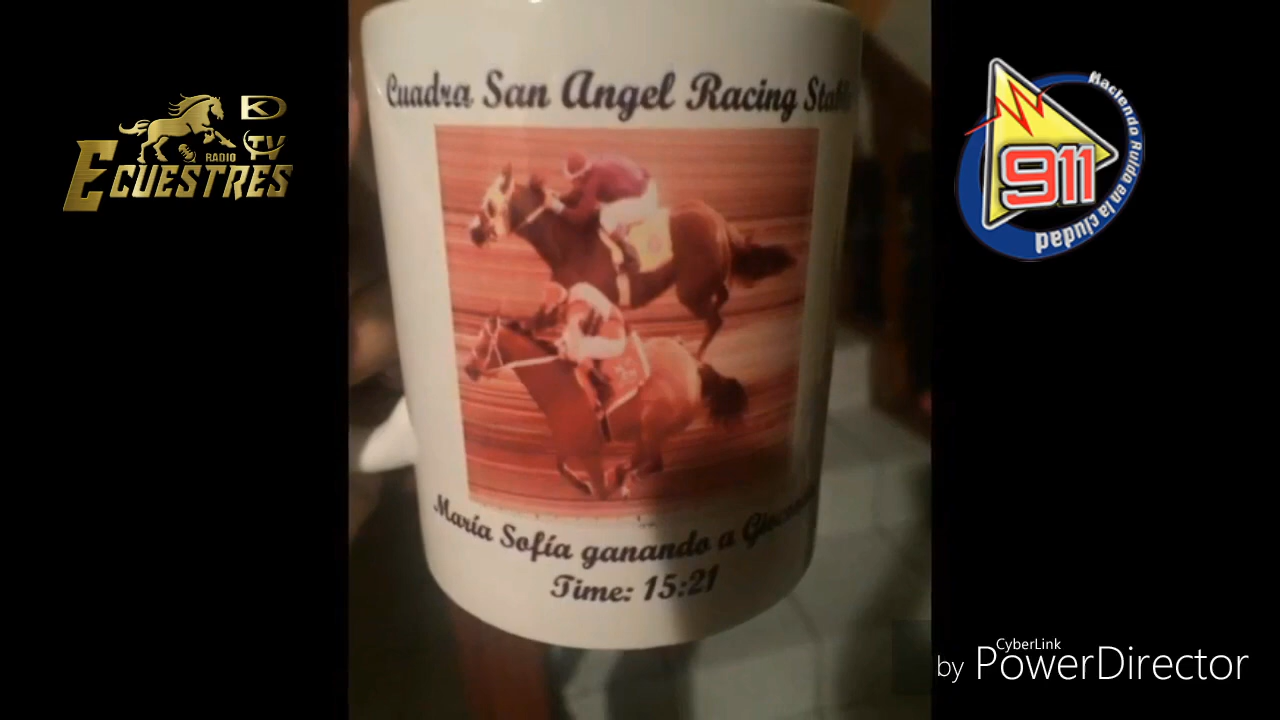 KD
TV
RADIO
ECUESTRES
Cuadra San Angel Racing
María Sofía ganando a
Time: 15:21
911
Haciendo Ruido en la ciudad
CyberLink
by PowerDirector